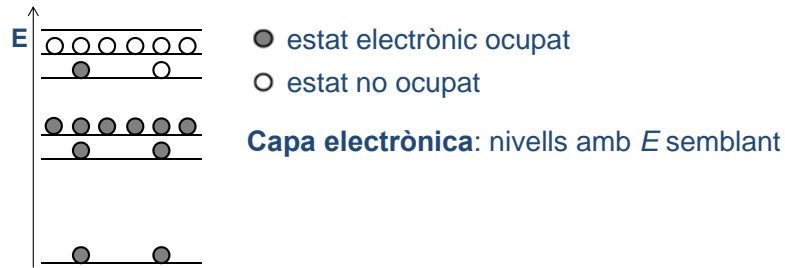 E
estat electrònic ocupat
estat no ocupat
Capa electrònica: nivells amb E semblant